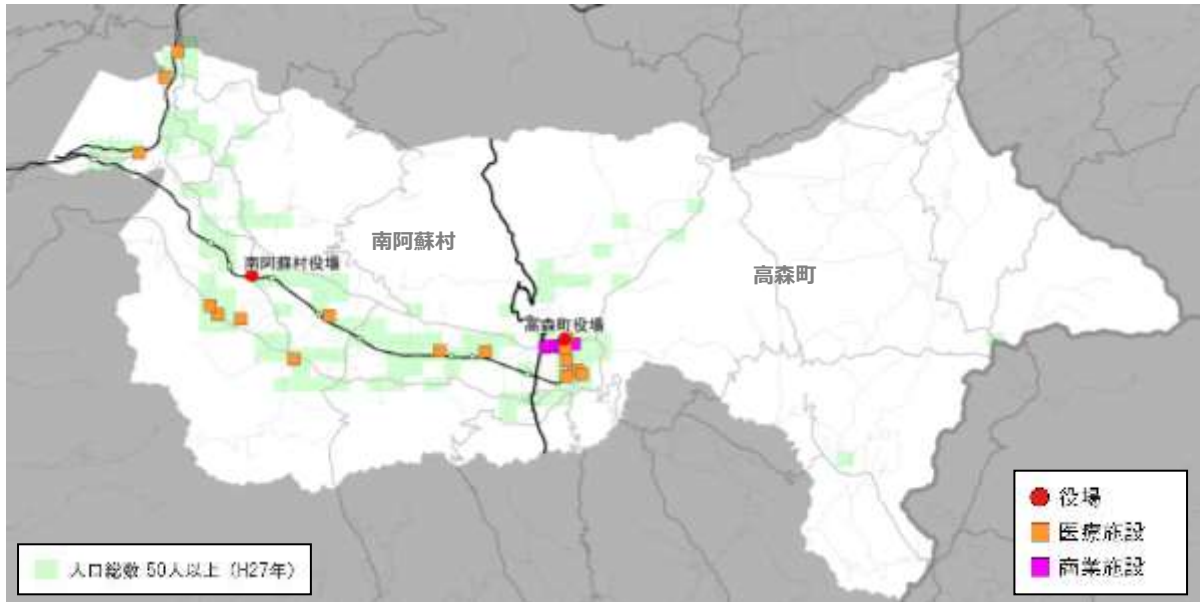 南阿蘇村
高森町
南阿蘇村役場
高森町役場
役場
医療施設
商業施設
人口総数 50人以上（H27年）